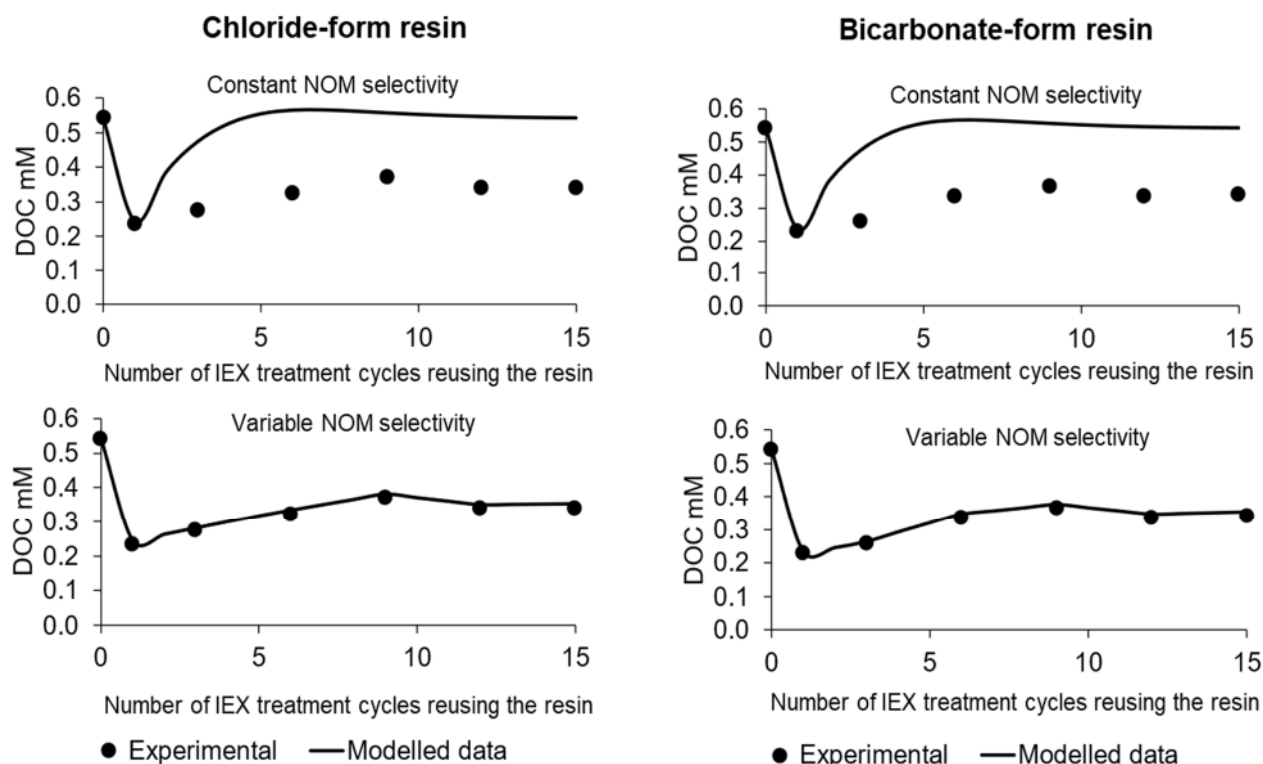 Chloride-form resin
Constant NOM selectivity
0.6
0.5
0.4
0.3
0.2
0.1
0.0
DOC mM
0 5 10 15
Number of IEX treatment cycles reusing the resin
Variable NOM selectivity
0.6
0.5
0.4
0.3
0.2
0.1
0.0
DOC mM
0 5 10 15
Number of IEX treatment cycles reusing the resin
Experimental Modelled data
Bicarbonate-form resin
Constant NOM selectivity
0.6
0.5
0.4
0.3
0.2
0.1
0.0
DOC mM
0 5 10 15
Number of IEX treatment cycles reusing the resin
Variable NOM selectivity
0.6
0.5
0.4
0.3
0.2
0.1
0.0
DOC mM
0 5 10 15
Number of IEX treatment cycles reusing the resin
Experimental Modelled data